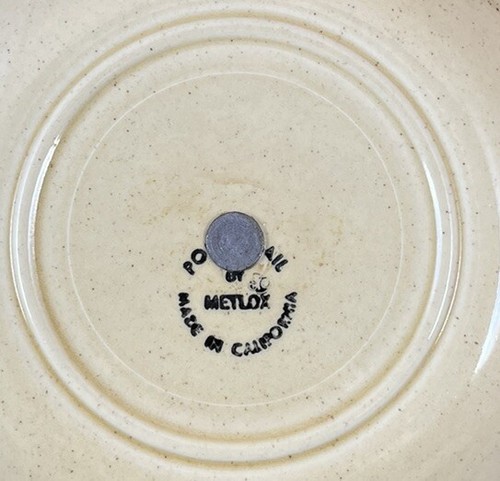 PO AIL
BY
METLOX
MADE IN CALIFORNIA